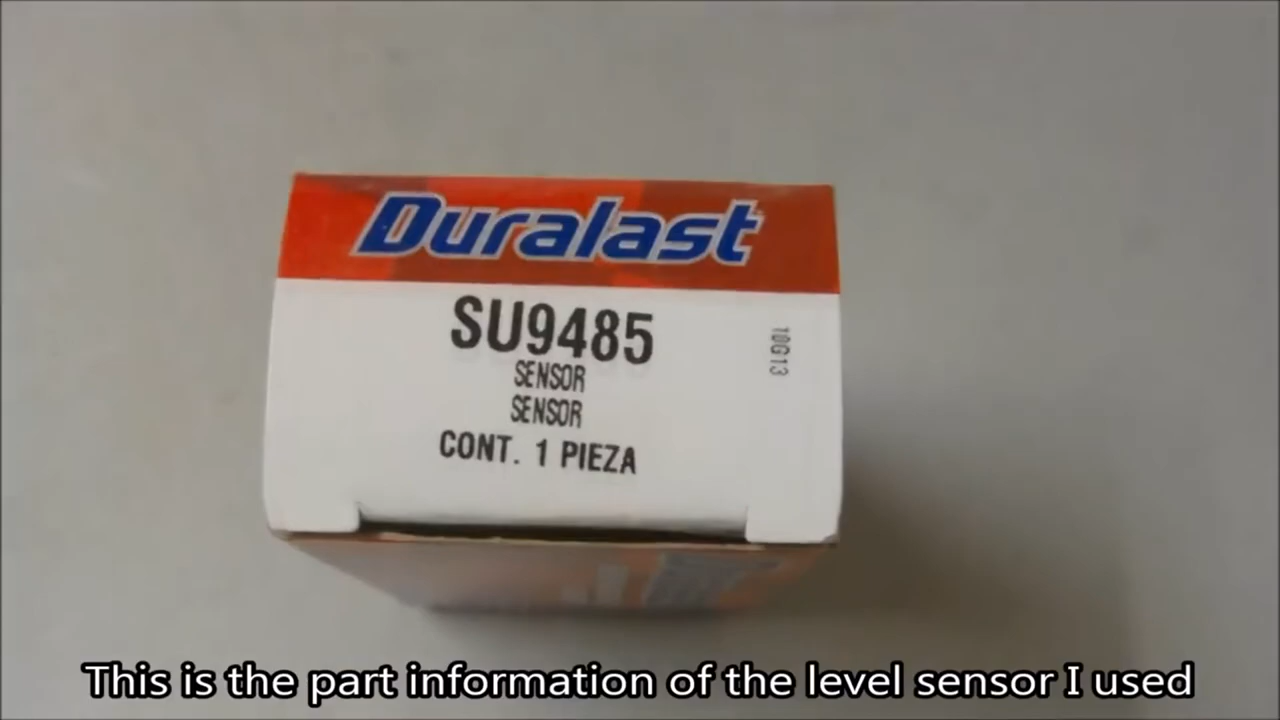 Duralast
SU9485
10G13
SENSOR
SENSOR
CONT. 1 PIEZA
This is the part information of the level sensor I used